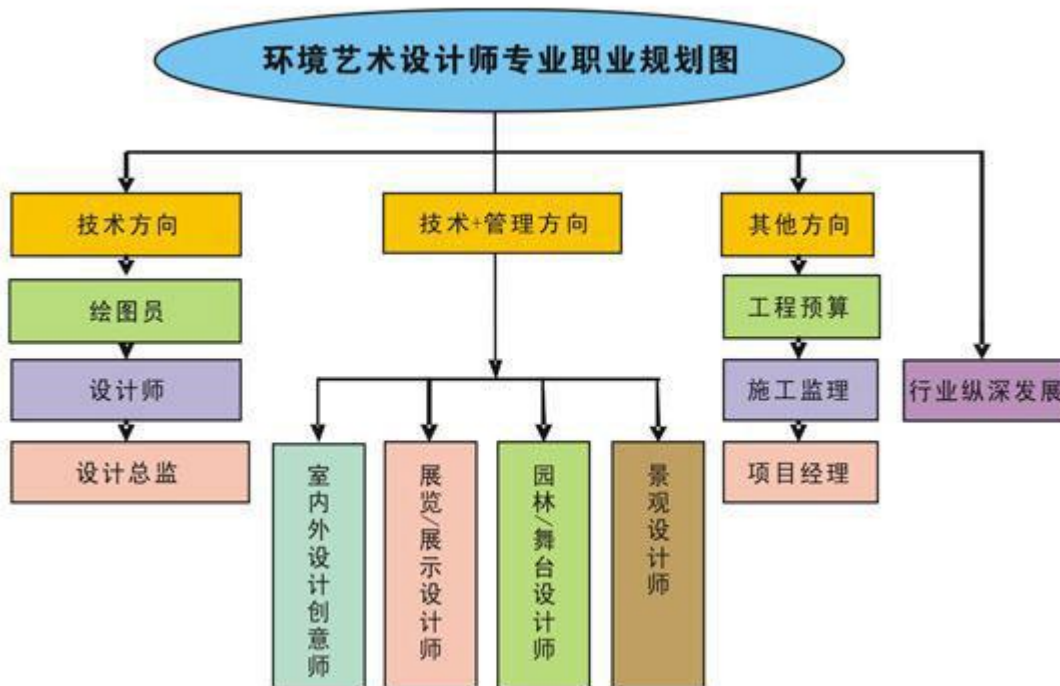 环境艺术设计师专业职业规划图
技术方向
技术+管理方向
其他方向
绘图员
工程预算
设计师
施工监理
行业纵深发展
设计总监
项目经理
室内外设计创意师
展览/展示设计师
园林/舞台设计师
景观设计师